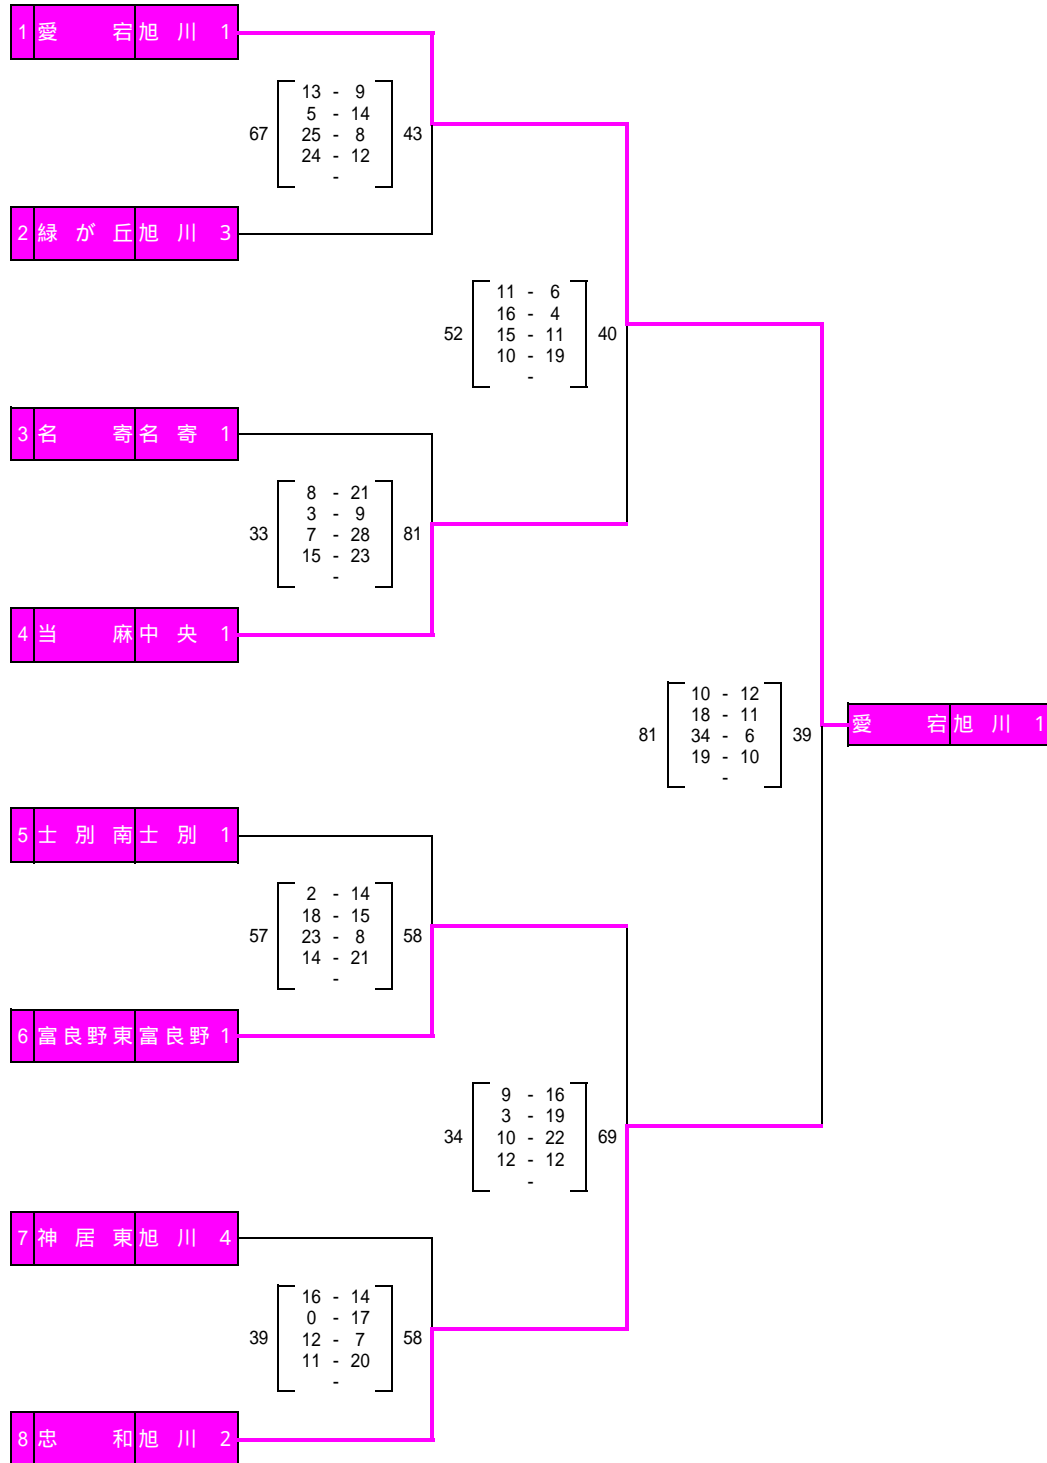 1 愛 宕 旭 川 1
13 - 9
5 - 14
67 25 - 8 43
24 - 12
-
2 緑 が 丘 旭 川 3
11 - 6
16 - 4
52 15 - 11 40
10 - 19
-
3 名 寄 名 寄 1
8 - 21
3 - 9
33 7 - 28 81
15 - 23
-
4 当 麻 中 央 1
10 - 12
18 - 11
81 34 - 6 39
19 - 10
-
愛 宕 旭 川 1
5 士 別 南 士 別 1
2 - 14
18 - 15
57 23 - 8 58
14 - 21
-
6 富 良 野 東 富 良 野 1
9 - 16
3 - 19
34 10 - 22 69
12 - 12
-
7 神 居 東 旭 川 4
16 - 14
0 - 17
39 12 - 7 58
11 - 20
-
8 忠 和 旭 川 2